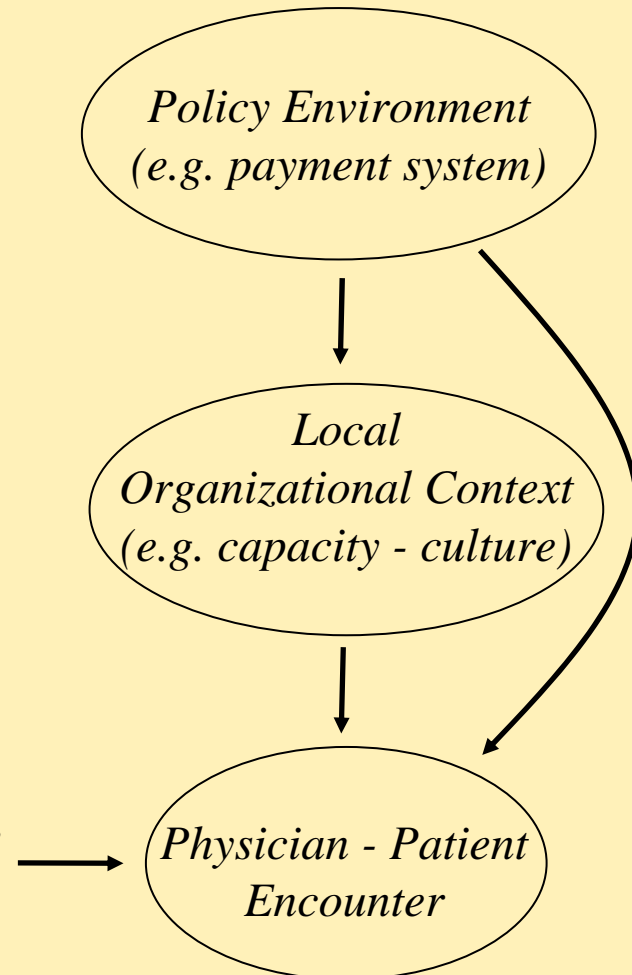 Policy Environment
(e.g. payment system)
Local
Organizational Context
(e.g. capacity - culture)
Physician - Patient
Encounter